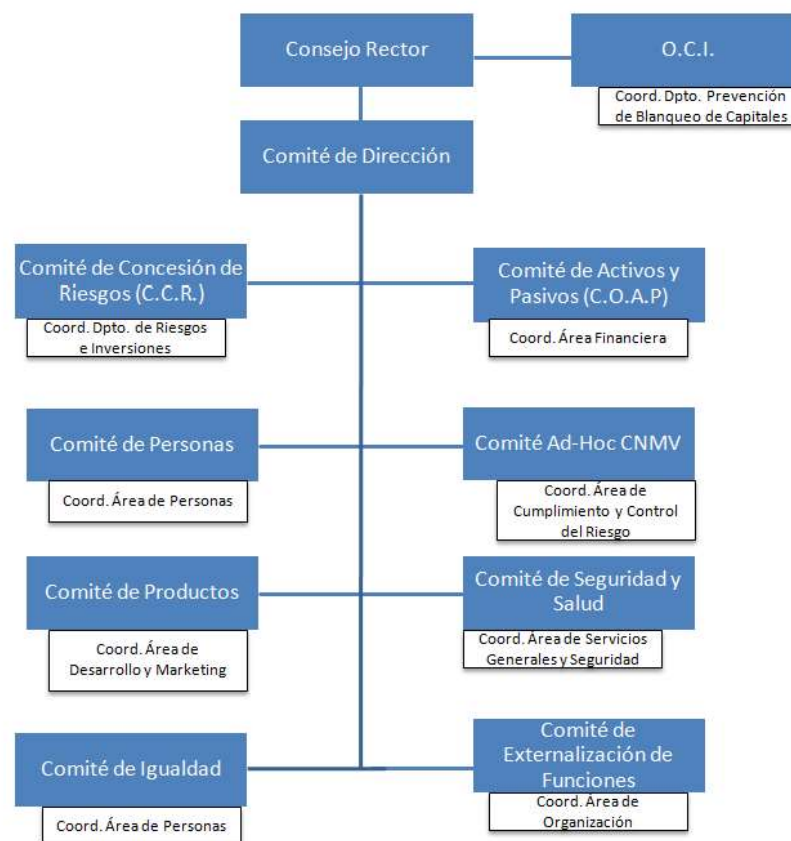 Consejo Rector
O.C.I.
Coord. Dpto. Prevención
de Blanqueo de Capitales
Comité de Dirección
Comité de Concesión de
Riesgos (C.C.R.)
Coord. Dpto. de Riesgos
e Inversiones
Comité de Activos y
Pasivos (C.O.A.P)
Coord. Área Financiera
Comité de Personas
Coord. Área de Personas
Comité Ad-Hoc CNMV
Coord. Área de
Cumplimiento y Control
del Riesgo
Comité de Productos
Coord. Área de
Desarrollo y Marketing
Comité de Seguridad y
Salud
Coord. Área de Servicios
Generales y Seguridad
Comité de Igualdad
Coord. Área de Personas
Comité de
Externalización de
Funciones
Coord. Área de
Organización